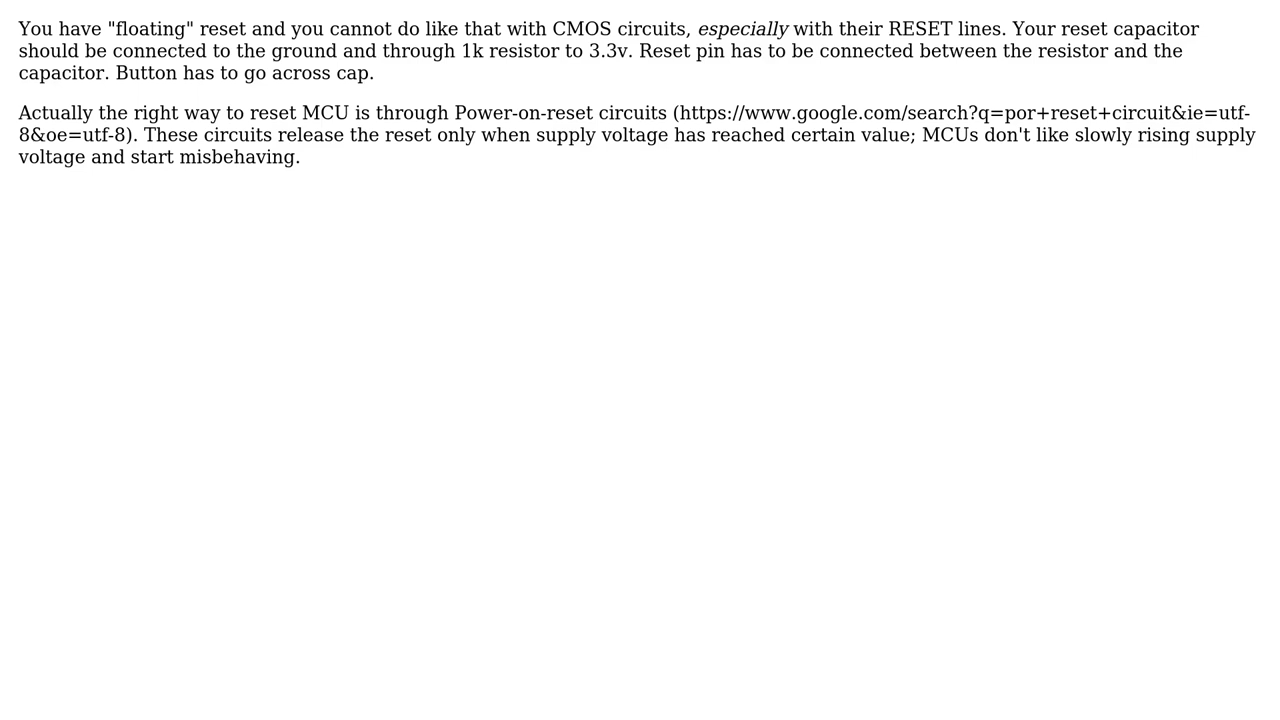 You have "floating" reset and you cannot do like that with CMOS circuits, especially with their RESET lines. Your reset capacitor
should be connected to the ground and through 1k resistor to 3.3v. Reset pin has to be connected between the resistor and the
capacitor. Button has to go across cap.
Actually the right way to reset MCU is through Power-on-reset circuits (https://www.google.com/search?q=por+reset+circuit&ie=utf-
8&oe=utf-8). These circuits release the reset only when supply voltage has reached certain value; MCUs don't like slowly rising supply
voltage and start misbehaving.